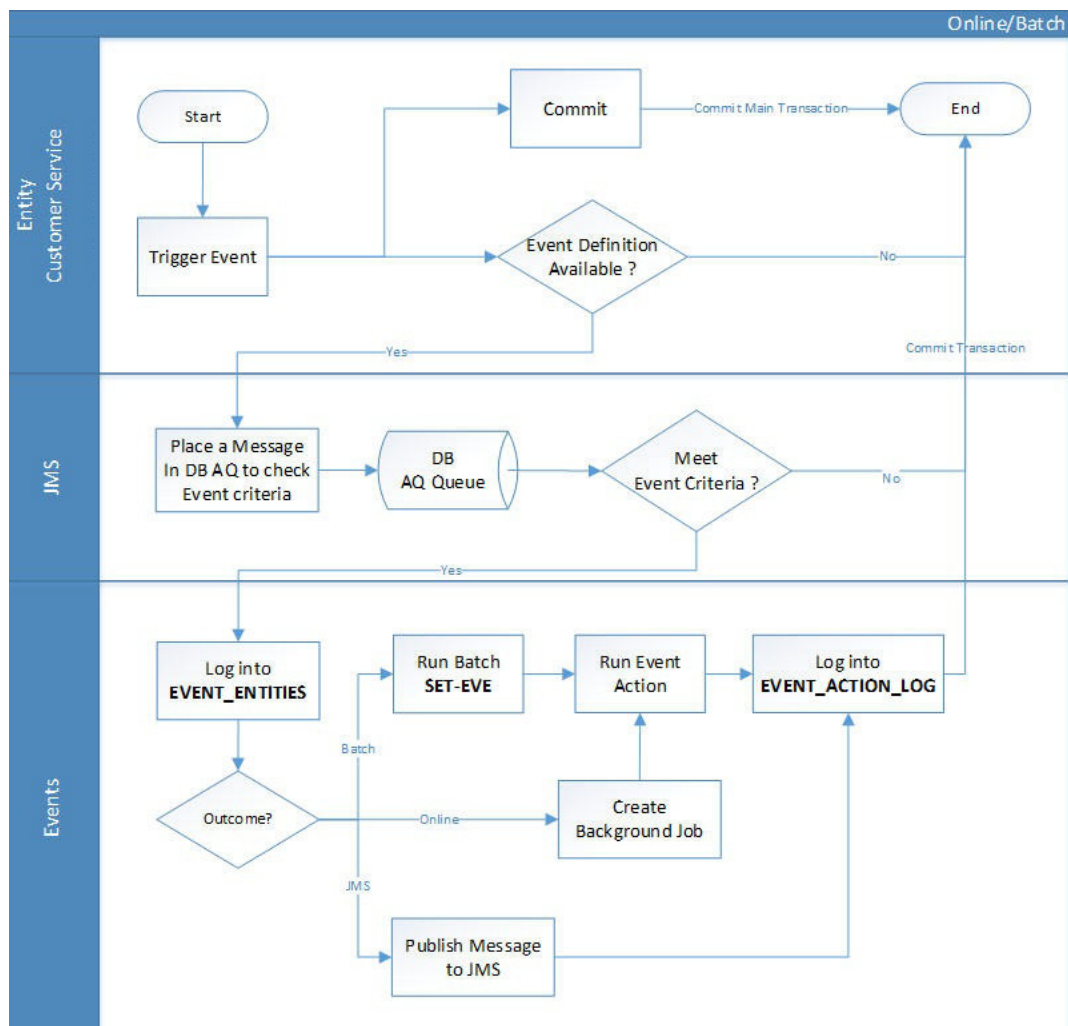 Online/Batch
Entity
Customer Service
Start
Commit
Commit Main Transaction
End
Trigger Event
Event Definition
Available ?
No
Yes
Commit Transaction
JMS
Place a Message
In DB AQ to check
Event criteria
DB
AQ Queue
Meet
Event Criteria ?
No
Yes
Events
Log into
EVENT_ENTITIES
Run Batch
SET-EVE
Run Event
Action
Log into
EVENT_ACTION_LOG
Batch
Outcome?
Online
Create
Background Job
JMS
Publish Message
to JMS